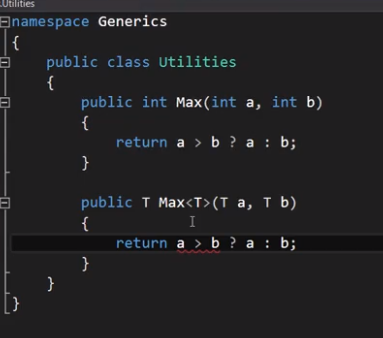 .Utilities
namespace Generics
{
public class Utilities
{
public int Max(int a, int b)
{
return a > b ? a : b;
}
public T Max<T>(T a, T b)
{
return a > b ? a : b;
}
}
}